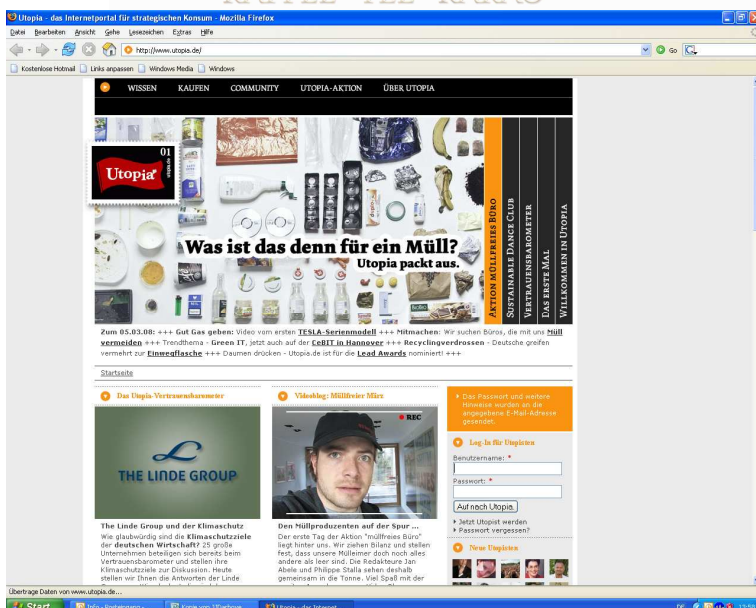 Utopia - das Internetportal für strategischen Konsum - Mozilla Firefox
Datei Bearbeiten Ansicht Gehe Lesezeichen Extras Hilfe
http://www.utopia.de/
Go
Kostenlose Hotmail Links anpassen Windows Media Windows
WISSEN KAUFEN COMMUNITY UTOPIA-AKTION ÜBER UTOPIA
01
utopia.de
Utopia
Was ist das denn für ein Müll?
Utopia packt aus.
AKTION MÜLLFREIES BÜRO
SUSTAINABLE DANCE CLUB
VERTRAUENSBAROMETER
DAS ERSTE MAL
WILLKOMMEN IN UTOPIA
Zum 05.03.08: +++ Gut Gas geben: Video vom ersten TESLA-Serienmodell +++ Mitmachen: Wir suchen Büros, die mit uns Müll
vermeiden +++ Trendthema - Green IT, jetzt auch auf der CeBIT in Hannover +++ Recyclingverdrossen - Deutsche greifen
vermehrt zur Einwegflasche +++ Daumen drücken - Utopia.de ist für die Lead Awards nominiert! +++
Startseite
Das Utopia-Vertrauensbarometer
THE LINDE GROUP
The Linde Group und der Klimaschutz
Wie glaubwürdig sind die Klimaschutzziele
der deutschen Wirtschaft? 25 große
Unternehmen beteiligen sich bereits beim
Vertrauensbarometer und stellen ihre
Klimaschutzziele zur Diskussion. Heute
stellen wir Ihnen die Antworten der Linde
Videoblog: Müllfreier März
REC
Den Müllproduzenten auf der Spur ...
Der erste Tag der Aktion "müllfreies Büro"
liegt hinter uns. Wir ziehen Bilanz und stellen
fest, dass unsere Mülleimer doch noch alles
andere als leer sind. Die Redakteure Jan
Abele und Philippe Stalla sehen deshalb
gemeinsam in die Tonne. Viel Spaß mit der
Das Passwort und weitere
Hinweise wurden an die
angegebene E-Mail-Adresse
gesendet.
Log-In für Utopisten
Benutzername: *
Passwort: *
Auf nach Utopia.
Jetzt Utopist werden
Passwort vergessen?
Neue Utopisten
Übertrage Daten von www.utopia.de...
Start
DE